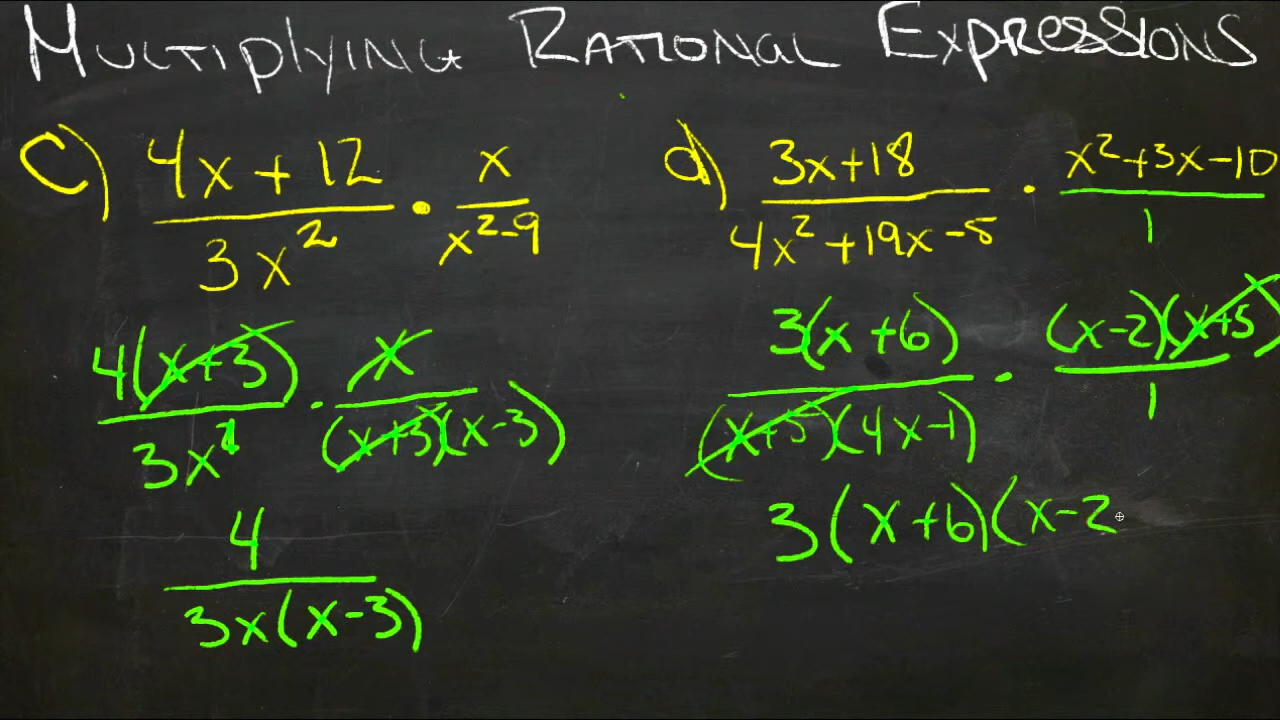 Multiplying Rational Expressions
c) 4x + 12 / 3x² · x / x²-9
4(x+3) / 3x² · x / (x+3)(x-3)
4 / 3x(x-3)
d) 3x+18 / 4x²+19x-5 · x²+3x-10 / 1
3(x+6) / (x+5)(4x-1) · (x-2)(x+5) / 1
3(x+6)(x-2